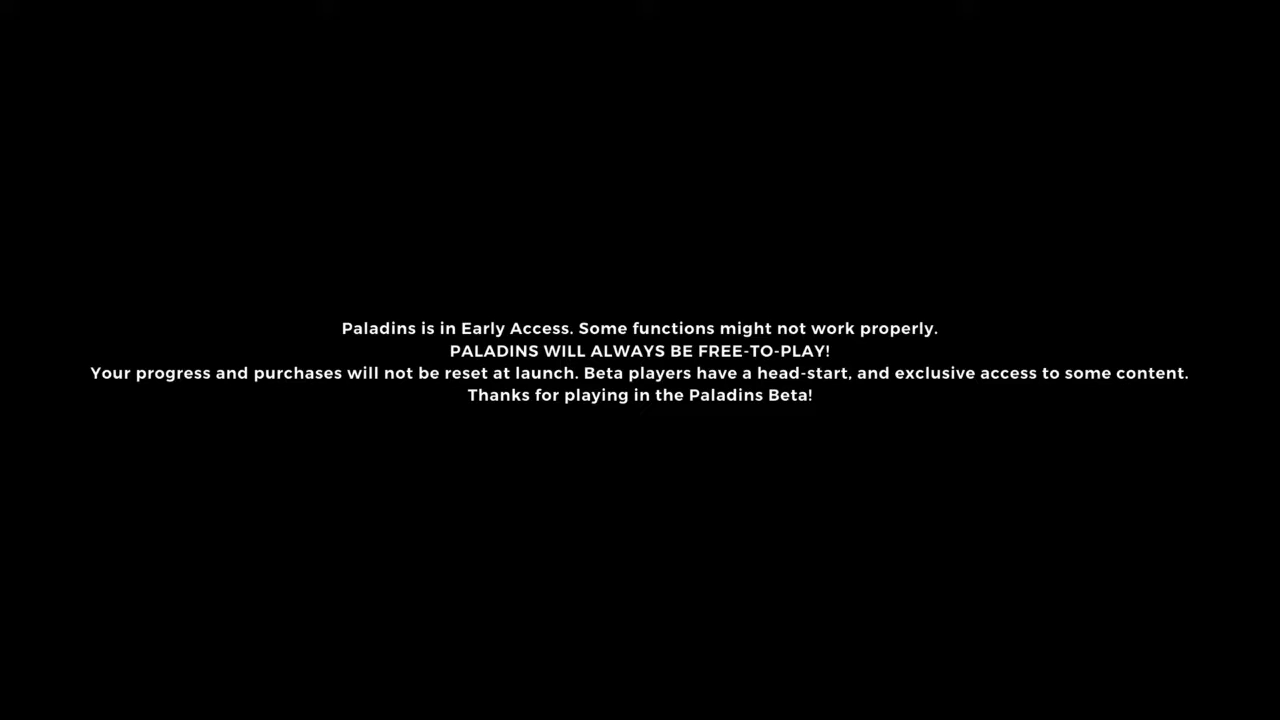 Paladins is in Early Access. Some functions might not work properly.
PALADINS WILL ALWAYS BE FREE-TO-PLAY!
Your progress and purchases will not be reset at launch. Beta players have a head-start, and exclusive access to some content.
Thanks for playing in the Paladins Beta!